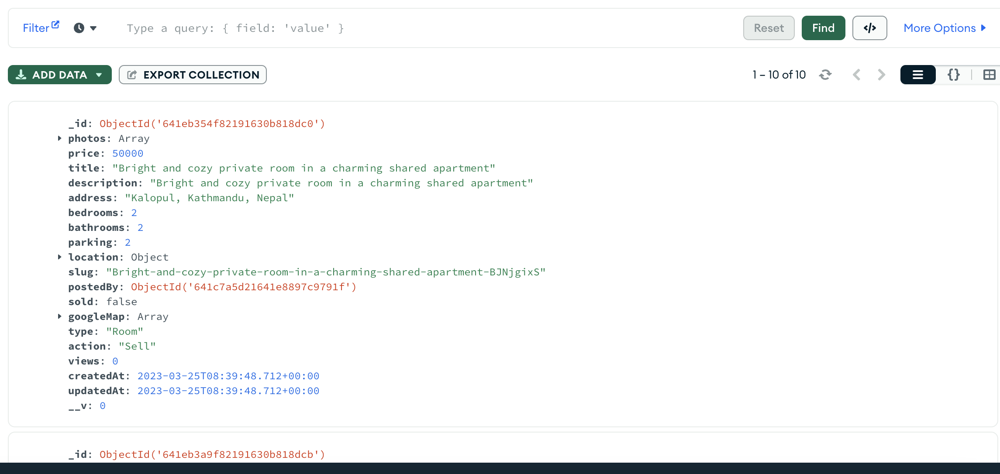 Filter
Type a query: { field: 'value' }
Reset
Find
</>
More Options
ADD DATA
EXPORT COLLECTION
1 – 10 of 10
{}
_id: ObjectId('641eb354f82191630b818dc0')
photos: Array
price: 50000
title: "Bright and cozy private room in a charming shared apartment"
description: "Bright and cozy private room in a charming shared apartment"
address: "Kalopul, Kathmandu, Nepal"
bedrooms: 2
bathrooms: 2
parking: 2
location: Object
slug: "Bright-and-cozy-private-room-in-a-charming-shared-apartment-BJNjgixS"
postedBy: ObjectId('641c7a5d21641e8897c9791f')
sold: false
googleMap: Array
type: "Room"
action: "Sell"
views: 0
createdAt: 2023-03-25T08:39:48.712+00:00
updatedAt: 2023-03-25T08:39:48.712+00:00
__v: 0
_id: ObjectId('641eb3a9f82191630b818dcb')